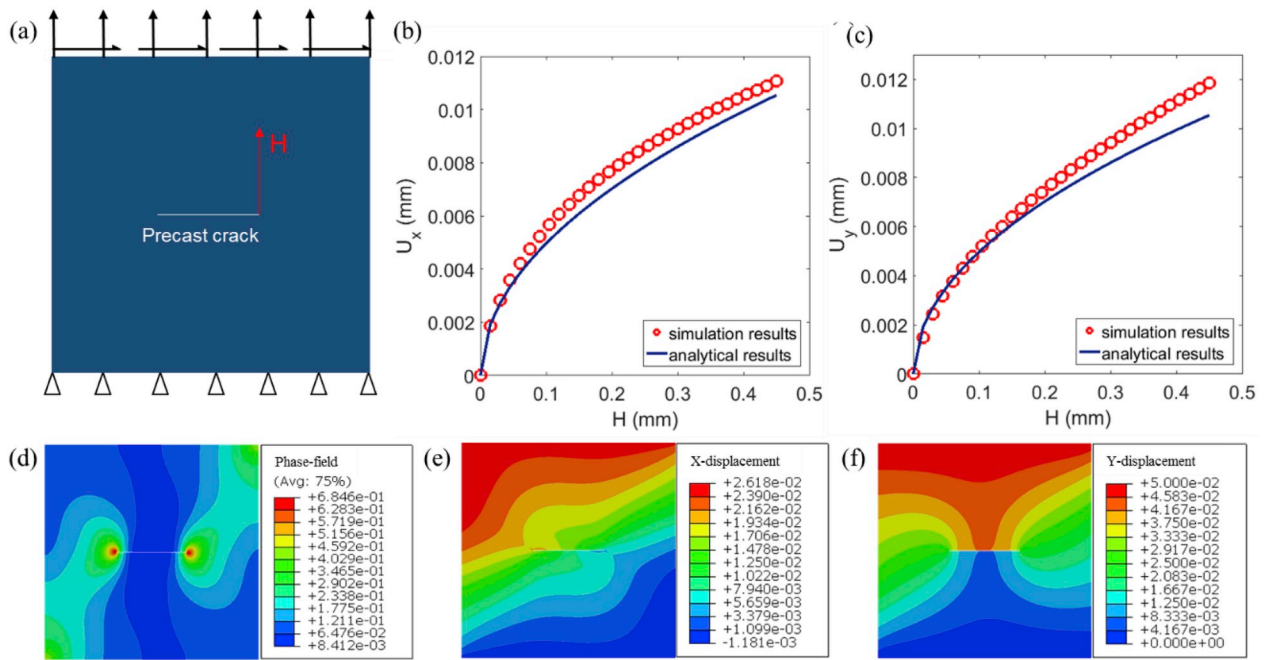 (a)
H
Precast crack
(b)
0.012
0.01
0.008
0.006
0.004
0.002
0
U_x (mm)
0
0.1
0.2
0.3
0.4
0.5
H (mm)
simulation results
analytical results
(c)
0.012
0.01
0.008
0.006
0.004
0.002
0
U_y (mm)
0
0.1
0.2
0.3
0.4
0.5
H (mm)
simulation results
analytical results
(d)
Phase-field
(Avg: 75%)
+6.846e-01
+6.283e-01
+5.719e-01
+5.156e-01
+4.592e-01
+4.029e-01
+3.465e-01
+2.902e-01
+2.338e-01
+1.775e-01
+1.211e-01
+6.476e-02
+8.412e-03
(e)
X-displacement
+2.618e-02
+2.390e-02
+2.162e-02
+1.934e-02
+1.706e-02
+1.478e-02
+1.250e-02
+1.022e-02
+7.940e-03
+5.659e-03
+3.379e-03
+1.099e-03
-1.181e-03
(f)
Y-displacement
+5.000e-02
+4.583e-02
+4.167e-02
+3.750e-02
+3.333e-02
+2.917e-02
+2.500e-02
+2.083e-02
+1.667e-02
+1.250e-02
+8.333e-03
+4.167e-03
+0.000e+00